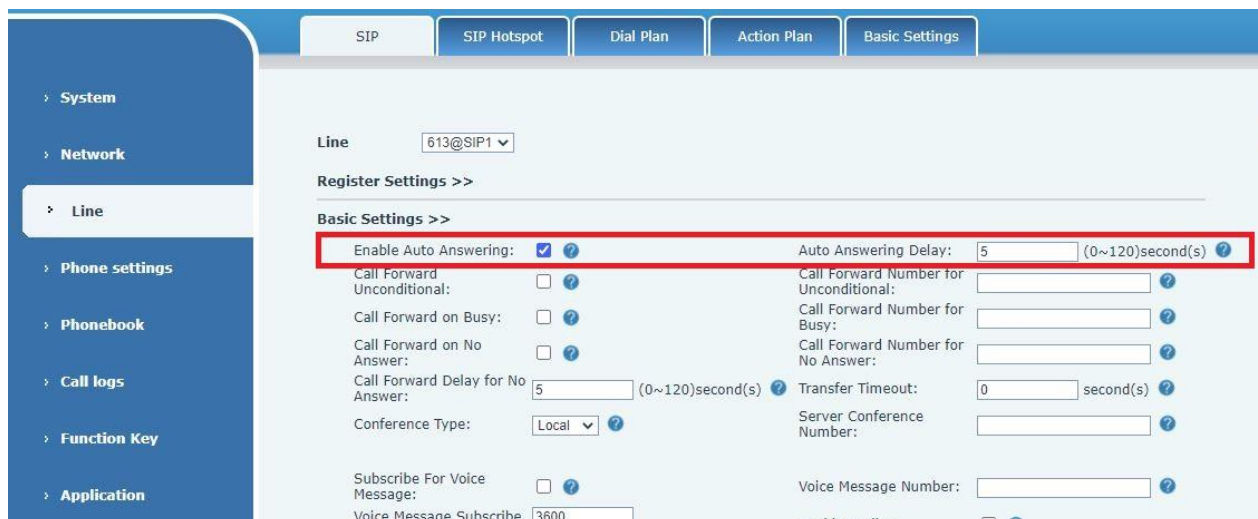 SIP
SIP Hotspot
Dial Plan
Action Plan
Basic Settings
› System
› Network
› Line
› Phone settings
› Phonebook
› Call logs
› Function Key
› Application
Line 613@SIP1
Register Settings >>
Basic Settings >>
Enable Auto Answering: ?
Auto Answering Delay: 5 (0~120)second(s) ?
Call Forward
Unconditional: ?
Call Forward Number for
Unconditional: ?
Call Forward on Busy: ?
Call Forward Number for
Busy: ?
Call Forward on No
Answer: ?
Call Forward Number for
No Answer: ?
Call Forward Delay for No
Answer: 5 (0~120)second(s) ?
Transfer Timeout: 0 second(s) ?
Conference Type: Local ?
Server Conference
Number: ?
Subscribe For Voice
Message: ?
Voice Message Number: ?
Voice Message Subscribe 3600